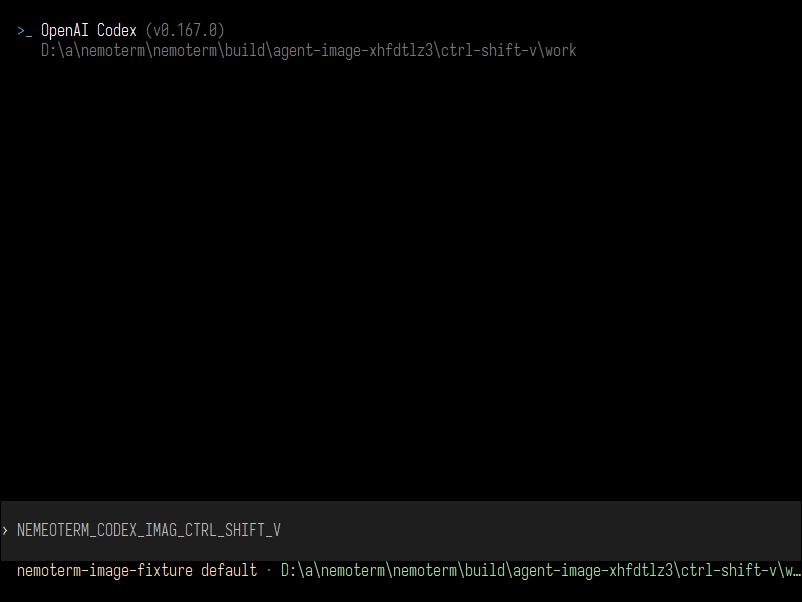 >_ OpenAI Codex (v0.167.0)
D:\a\nemoterm\nemoterm\build\agent-image-xhfdtlz3\ctrl-shift-v\work
› NEMEOTERM_CODEX_IMAG_CTRL_SHIFT_V
nemoterm-image-fixture default · D:\a\nemoterm\nemoterm\build\agent-image-xhfdtlz3\ctrl-shift-v\w…